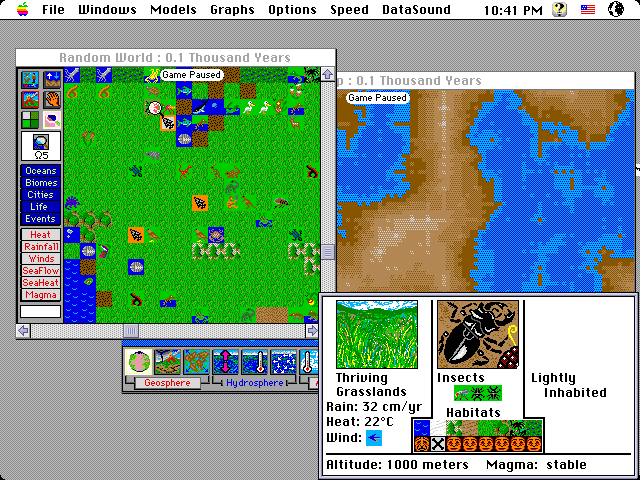 File Windows Models Graphs Options Speed DataSound 10:41 PM
Random World : 0.1 Thousand Years
Game Paused
p : 0.1 Thousand Years
Game Paused
Ω5
Oceans
Biomes
Cities
Life
Events
Heat
Rainfall
Winds
SeaFlow
SeaHeat
Magma
Geosphere
Hydrosphere
Thriving
Grasslands
Rain: 32 cm/yr
Heat: 22°C
Wind:
Insects
Habitats
Lightly
Inhabited
Altitude: 1000 meters Magma: stable